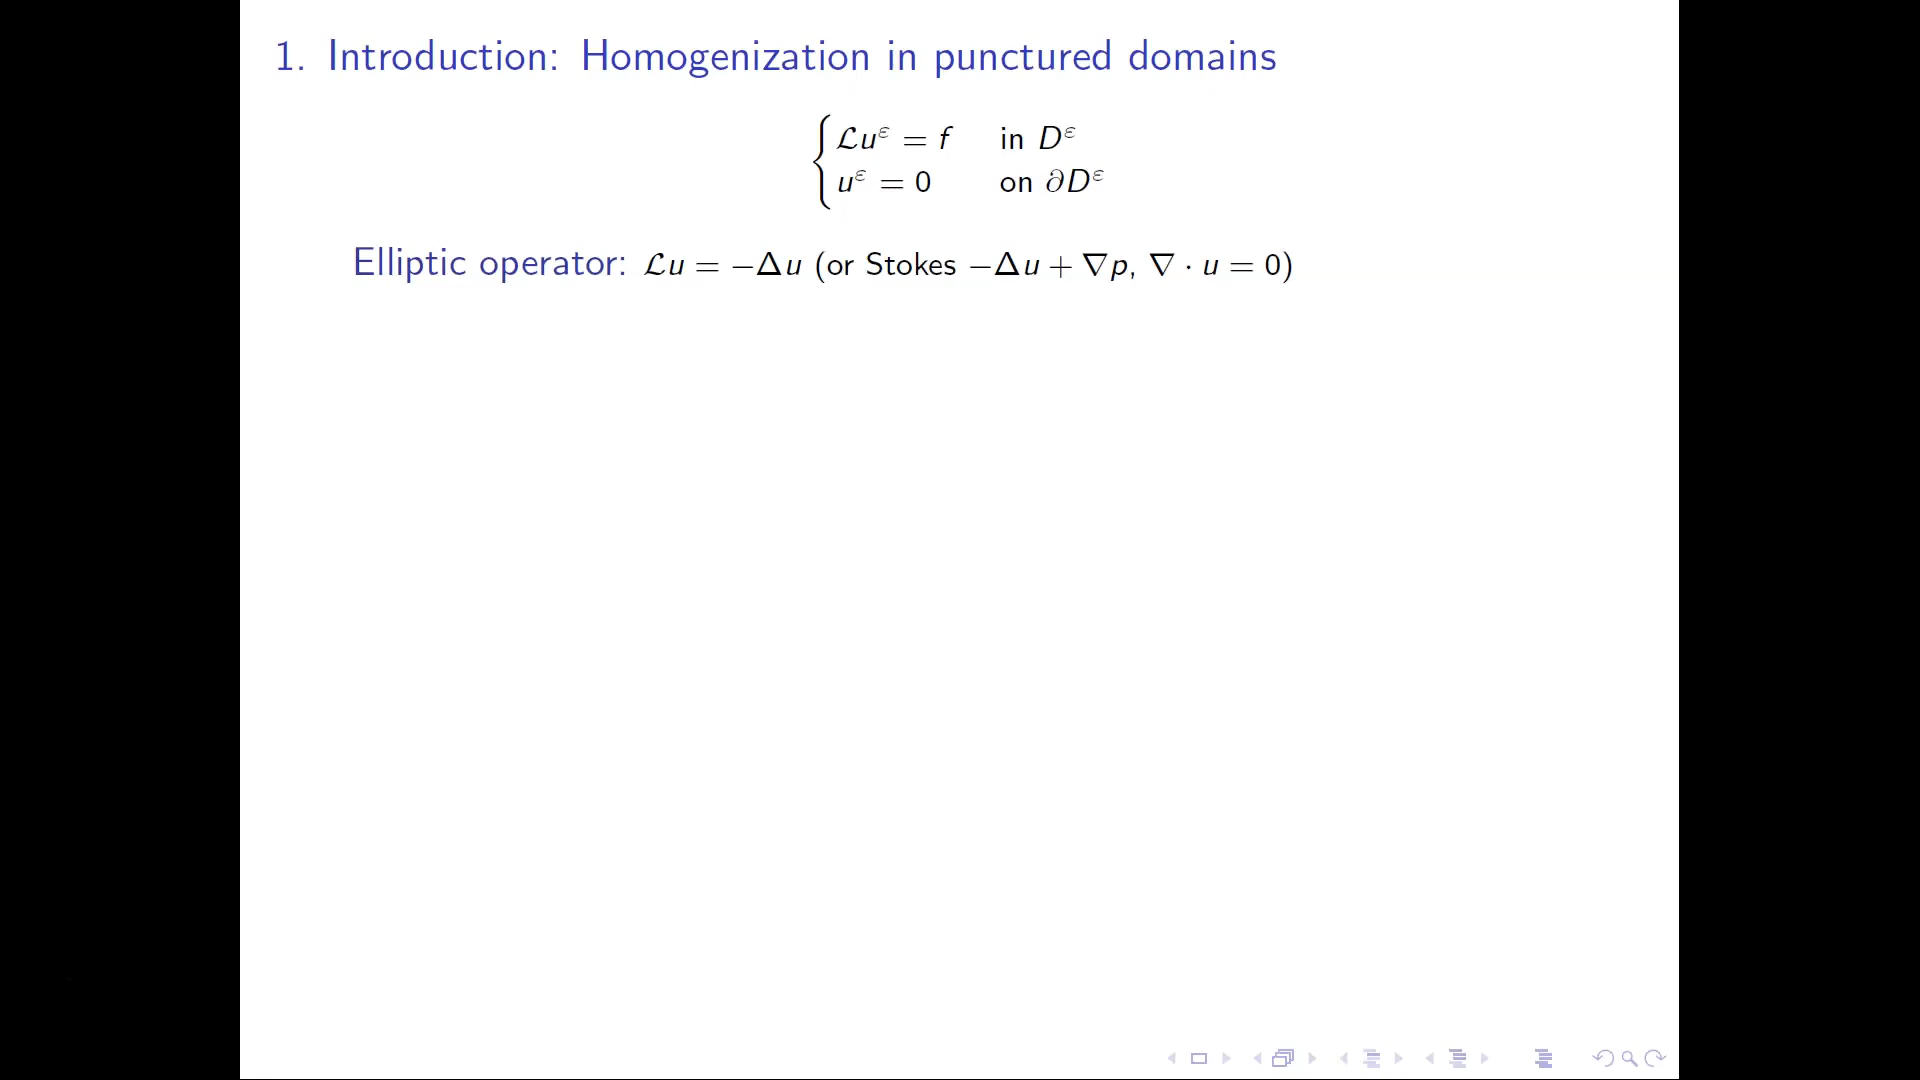 1. Introduction: Homogenization in punctured domains
ℒu^ε = f in D^ε
u^ε = 0 on ∂D^ε
Elliptic operator: ℒu = −Δu (or Stokes −Δu + ∇p, ∇ · u = 0)